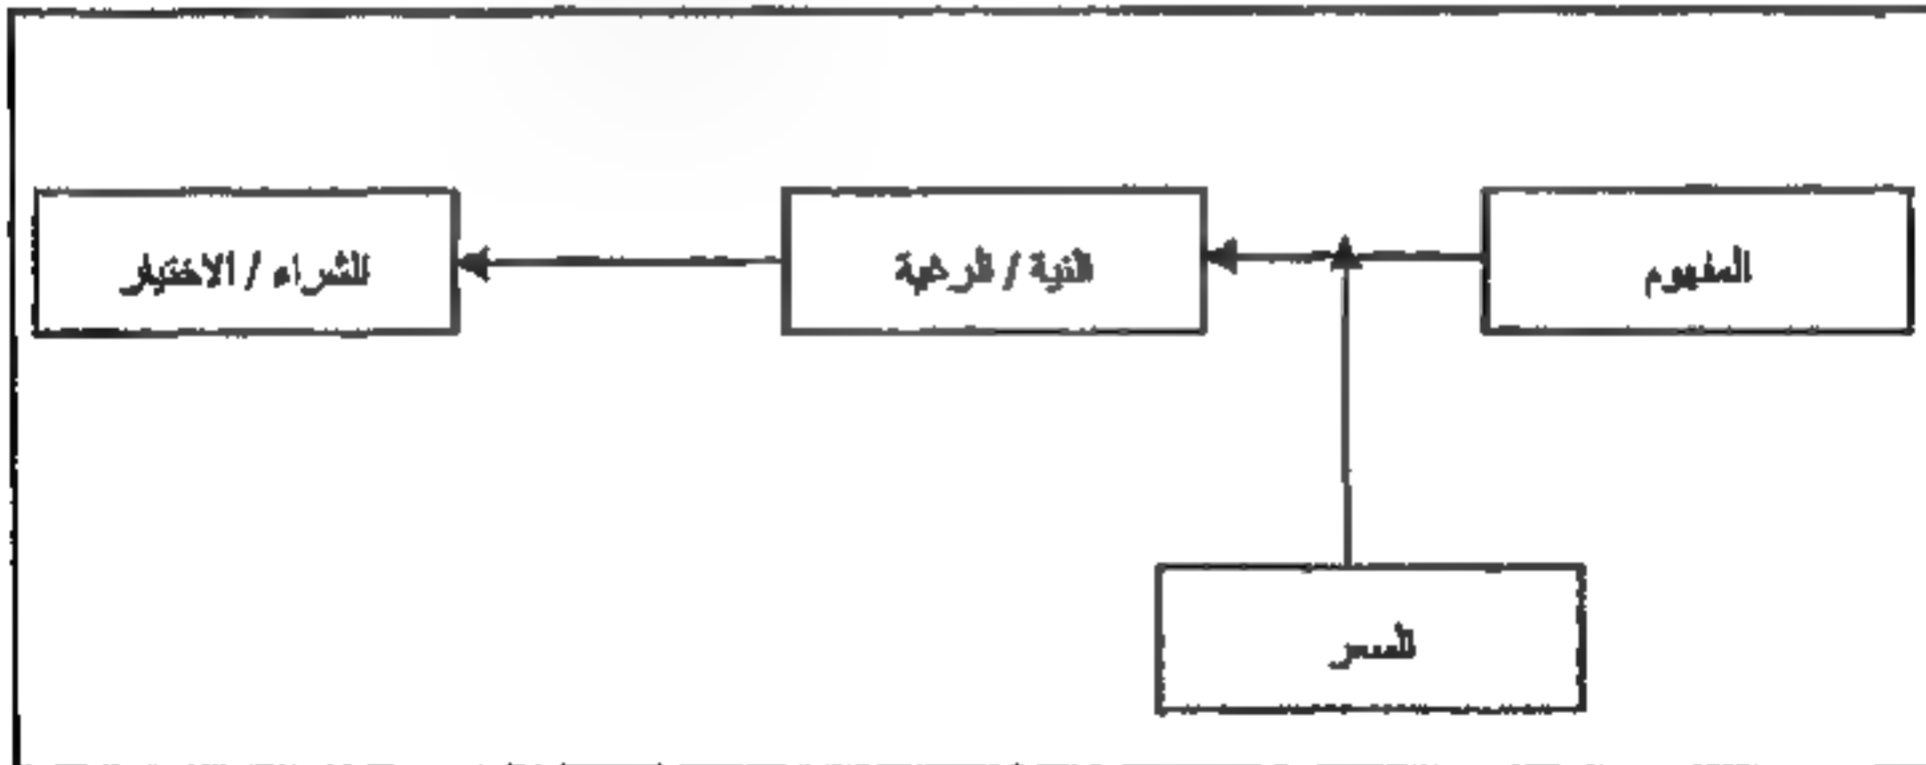 المفهوم
النية / الرغبة
الشراء / الاختيار
السعر